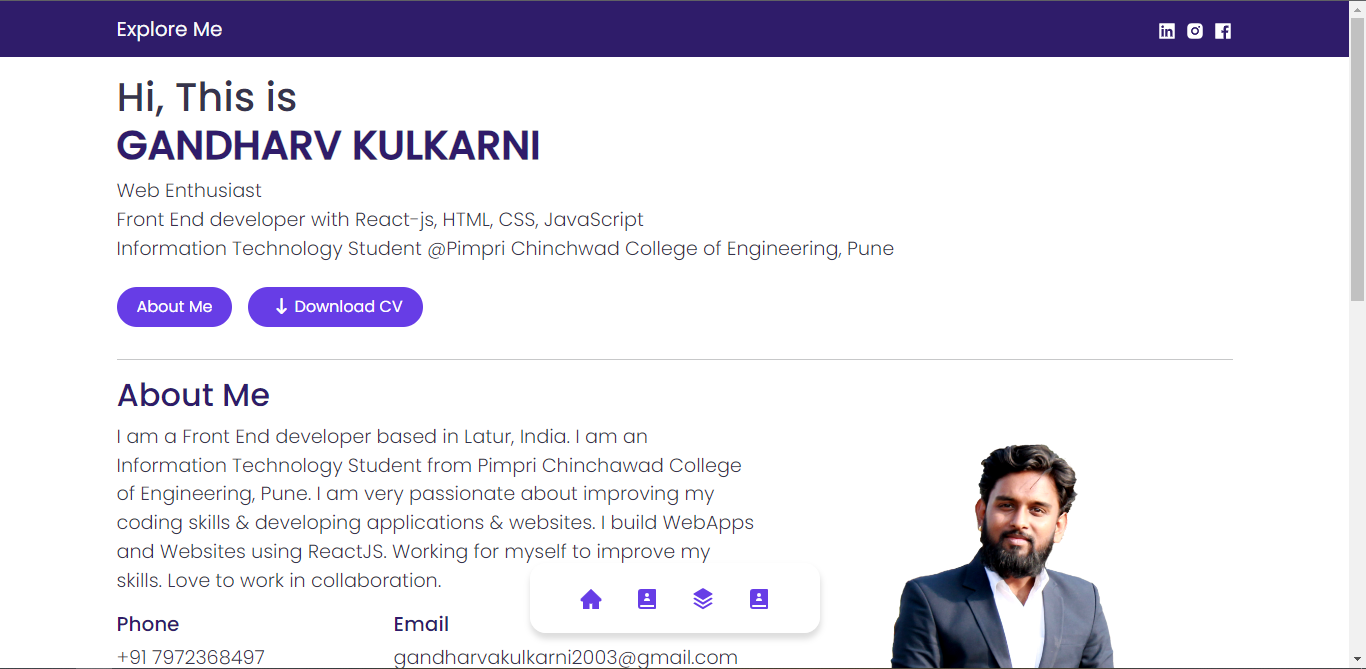 Explore Me
Hi, This is
GANDHARV KULKARNI
Web Enthusiast
Front End developer with React-js, HTML, CSS, JavaScript
Information Technology Student @Pimpri Chinchwad College of Engineering, Pune
About Me
Download CV
About Me
I am a Front End developer based in Latur, India. I am an
Information Technology Student from Pimpri Chinchawad College
of Engineering, Pune. I am very passionate about improving my
coding skills & developing applications & websites. I build WebApps
and Websites using ReactJS. Working for myself to improve my
skills. Love to work in collaboration.
Phone
Email
+91 7972368497
gandharvakulkarni2003@gmail.com